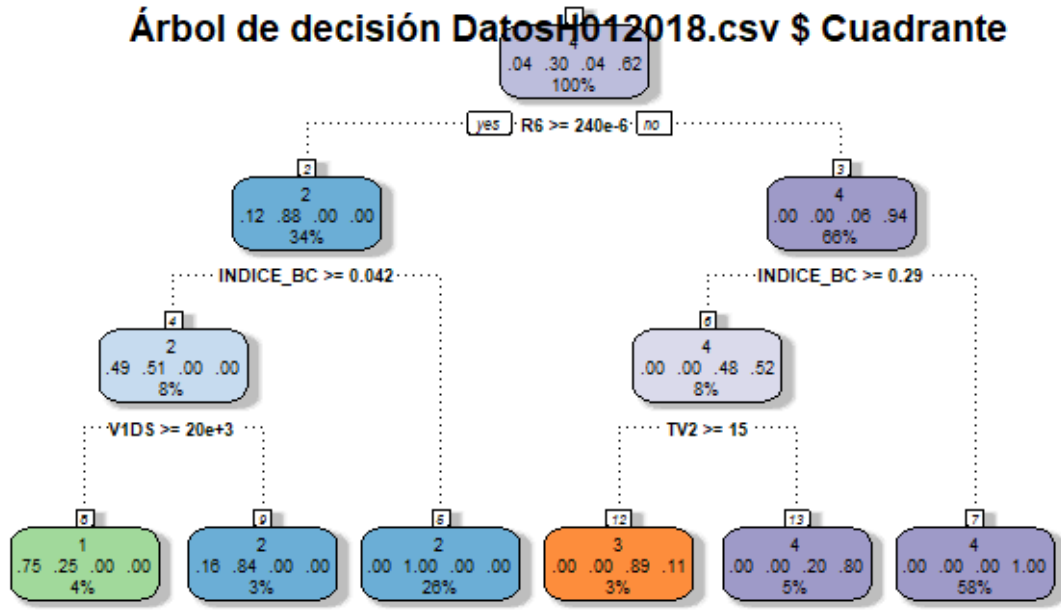 Árbol de decisión DatosH012018.csv $ Cuadrante
4
.04 .30 .04 .62
100%
yes R6 >= 240e-6 no
2 3
2 4
.12 .88 .00 .00 .00 .00 .06 .94
34% 66%
INDICE_BC >= 0.042 INDICE_BC >= 0.29
4 6
2 4
.49 .51 .00 .00 .00 .00 .48 .52
8% 8%
V1DS >= 20e+3 TV2 >= 15
8 9 5 12 13 7
1 2 2 3 4 4
.75 .25 .00 .00 .16 .84 .00 .00 .00 1.00 .00 .00 .00 .00 .89 .11 .00 .00 .20 .80 .00 .00 .00 1.00
4% 3% 26% 3% 5% 58%